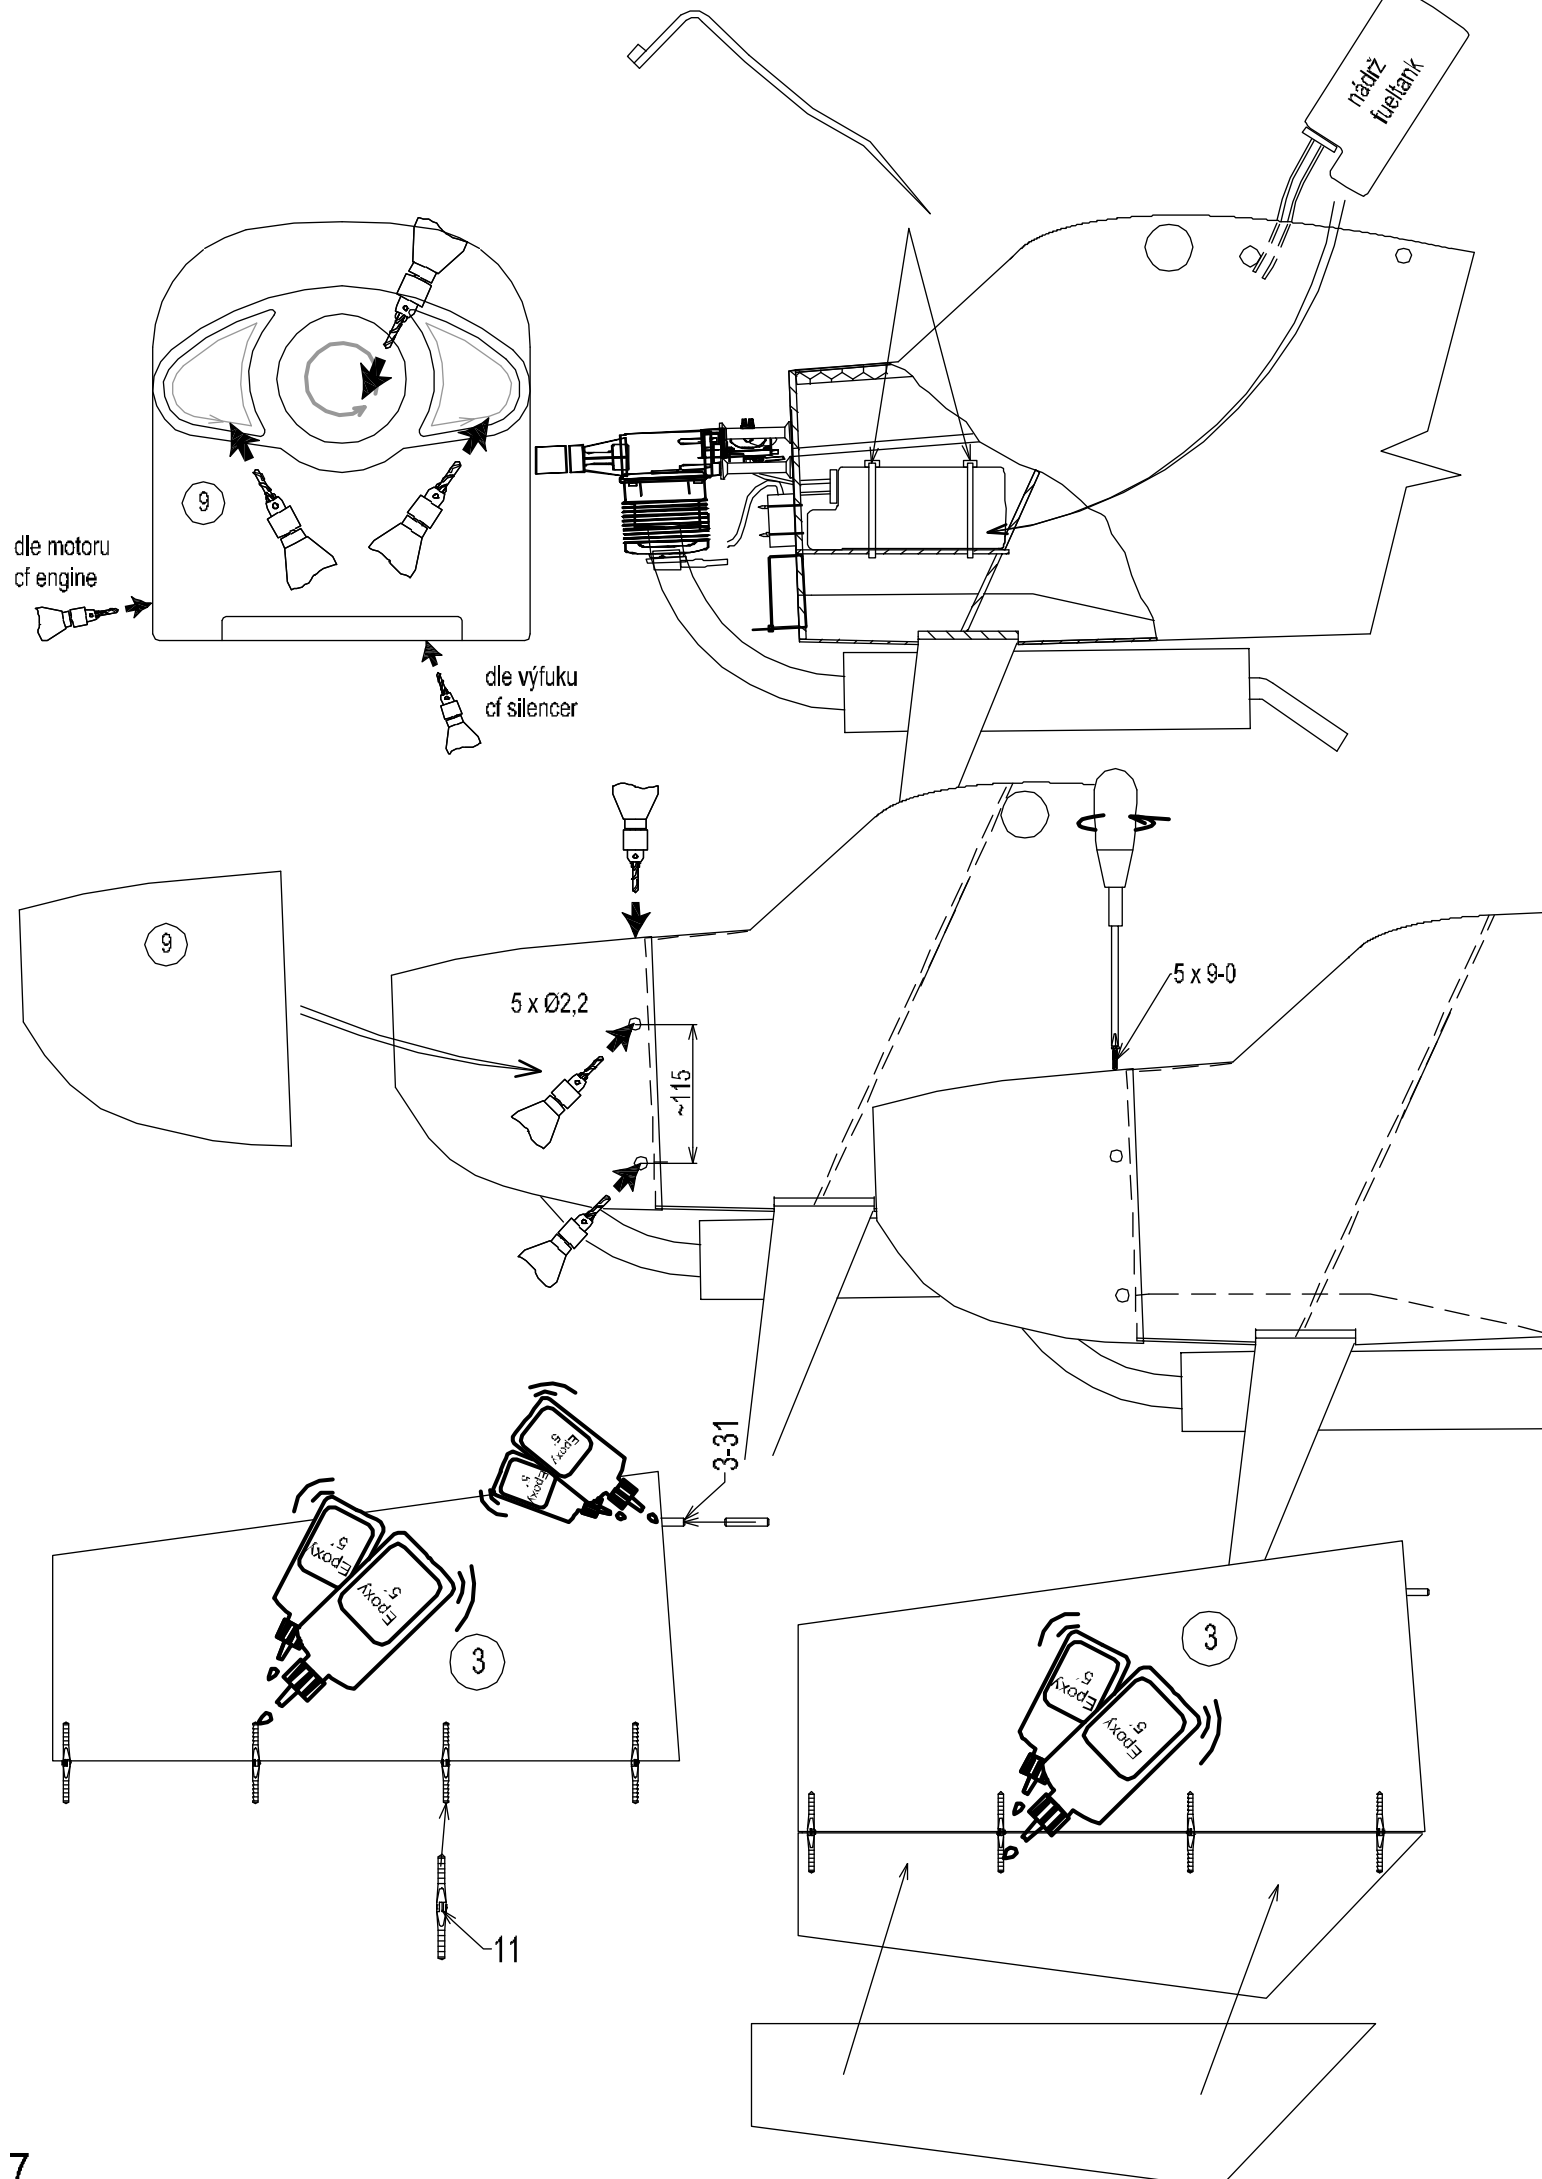 nádrž
fueltank
9
dle motoru
cf engine
dle výfuku
cf silencer
9
5 x Ø2,2
~115
5 x 9-0
3-31
Epoxy
5'
Epoxy
5'
Epoxy
5'
Epoxy
5'
3
11
3
Epoxy
5'
Epoxy
5'
7